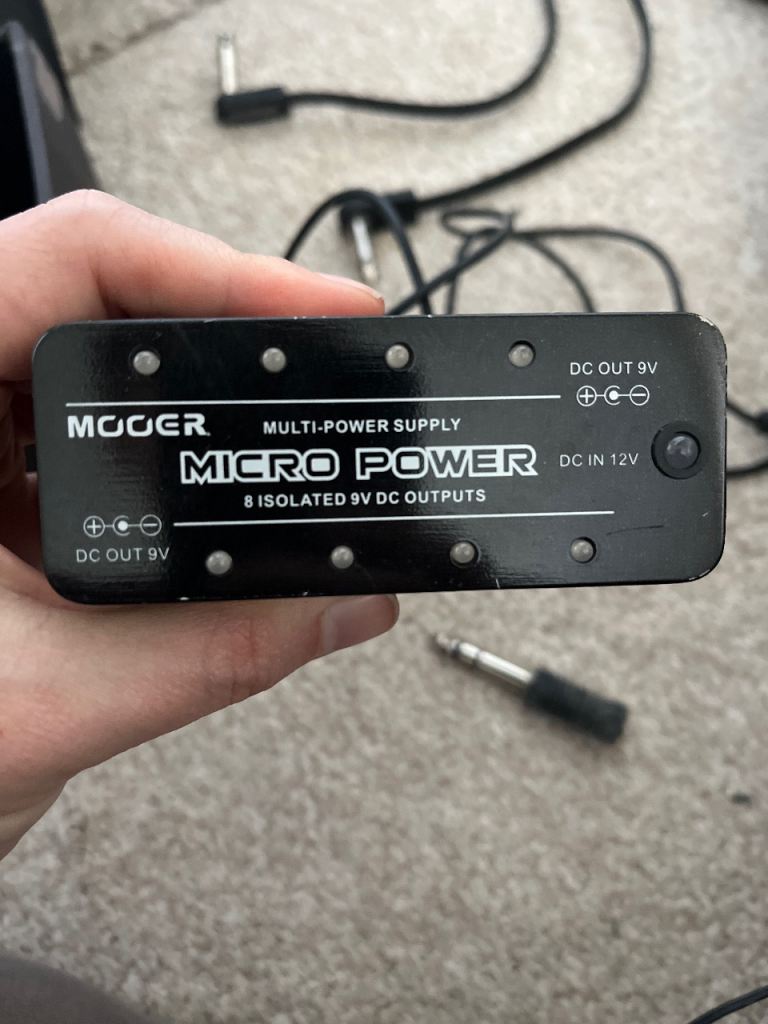 DC OUT 9V
MOOER
MULTI-POWER SUPPLY
MICRO POWER
DC IN 12V
8 ISOLATED 9V DC OUTPUTS
DC OUT 9V